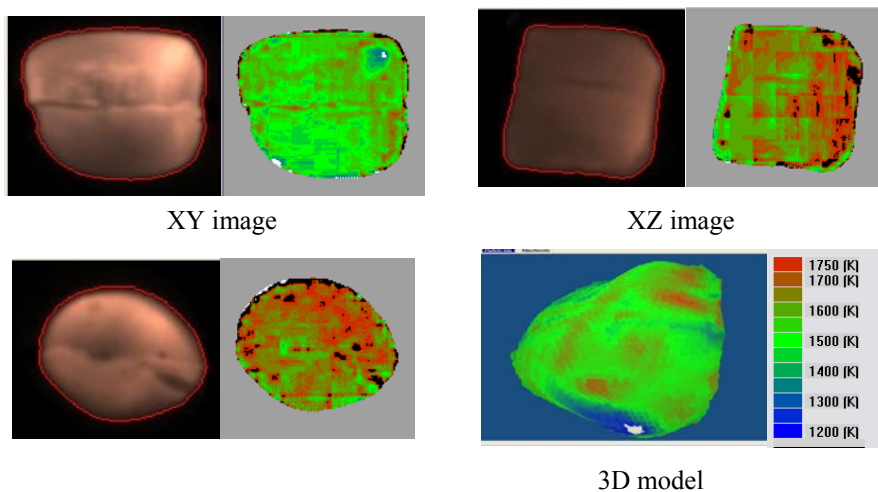 XY image
XZ image
1750 [K]
1700 [K]
1600 [K]
1500 [K]
1400 [K]
1300 [K]
1200 [K]
3D model